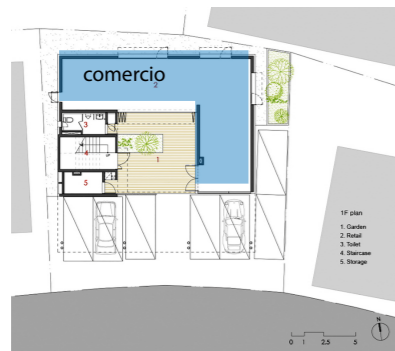 comercio
2
3
4
1
5
1F plan
1. Garden
2. Retail
3. Toilet
4. Staircase
5. Storage
N
0 1 2.5 5